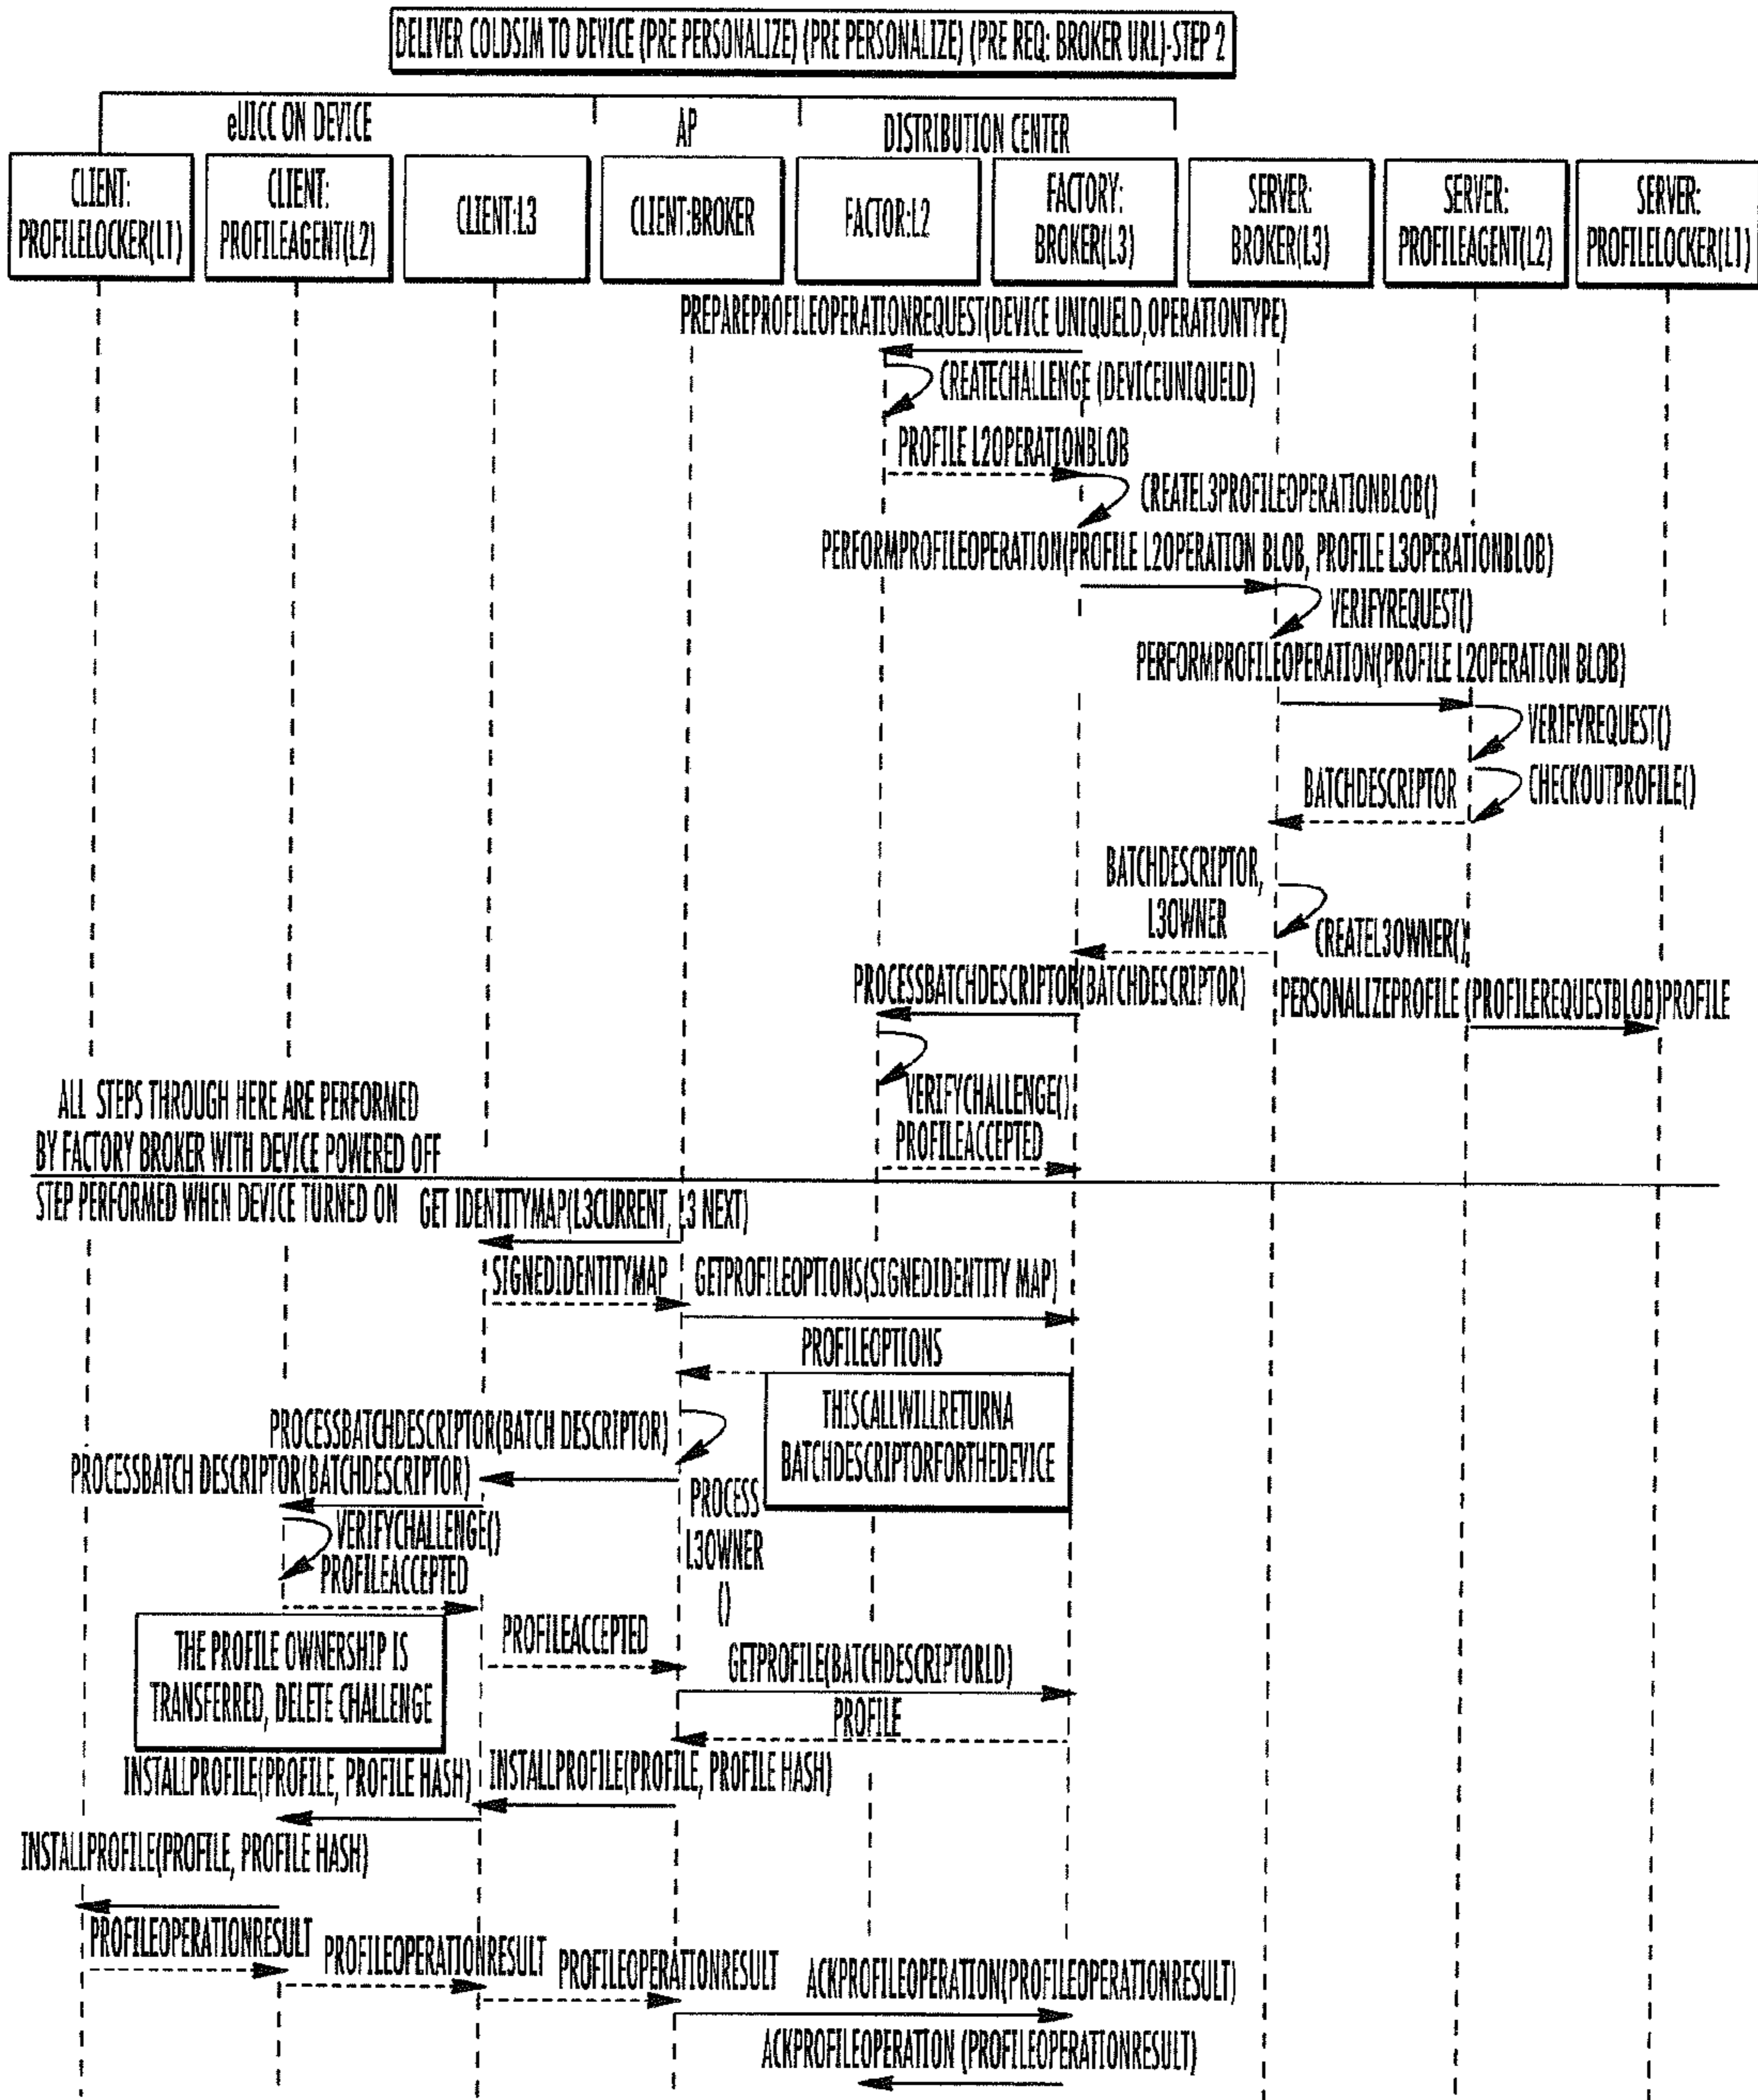 DELIVER COLDSIM TO DEVICE (PRE PERSONALIZE) (PRE PERSONALIZE) (PRE REQ: BROKER URL)-STEP 2
eUICC ON DEVICE
AP
DISTRIBUTION CENTER
CLIENT:
PROFILELOCKER(L1)
CLIENT:
PROFILEAGENT(L2)
CLIENT:L3
CLIENT:BROKER
FACTOR:L2
FACTORY:
BROKER(L3)
SERVER:
BROKER(L3)
SERVER:
PROFILEAGENT(L2)
SERVER:
PROFILELOCKER(L1)
PREPAREPROFILEOPERATIONREQUEST(DEVICE UNIQUELD,OPERATIONTYPE)
CREATECHALLENGE (DEVICEUNIQUELD)
PROFILE L2OPERATIONBLOB
CREATEL3PROFILEOPERATIONBLOB()
PERFORMPROFILEOPERATION(PROFILE L2OPERATION BLOB, PROFILE L3OPERATIONBLOB)
VERIFYREQUEST()
PERFORMPROFILEOPERATION(PROFILE L2OPERATION BLOB)
VERIFYREQUEST()
BATCHDESCRIPTOR
CHECKOUTPROFILE()
BATCHDESCRIPTOR,
L3OWNER
CREATEL3OWNER()
PROCESSBATCHDESCRIPTOR(BATCHDESCRIPTOR)
PERSONALIZEPROFILE (PROFILEREQUESTBLOB)PROFILE
VERIFYCHALLENGE()
PROFILEACCEPTED
ALL STEPS THROUGH HERE ARE PERFORMED
BY FACTORY BROKER WITH DEVICE POWERED OFF
STEP PERFORMED WHEN DEVICE TURNED ON
GET IDENTITYMAP(L3CURRENT, L3 NEXT)
SIGNEDIDENTITYMAP
GETPROFILEOPTIONS(SIGNEDIDENTITY MAP)
PROFILEOPTIONS
THISCALLWILLRETURNA
BATCHDESCRIPTORFORTHEDEVICE
PROCESSBATCHDESCRIPTOR(BATCH DESCRIPTOR)
PROCESSBATCH DESCRIPTOR(BATCHDESCRIPTOR)
PROCESS
L3OWNER
()
VERIFYCHALLENGE()
PROFILEACCEPTED
THE PROFILE OWNERSHIP IS
TRANSFERRED, DELETE CHALLENGE
PROFILEACCEPTED
GETPROFILE(BATCHDESCRIPTORLD)
PROFILE
INSTALLPROFILE(PROFILE, PROFILE HASH)
INSTALLPROFILE(PROFILE, PROFILE HASH)
INSTALLPROFILE(PROFILE, PROFILE HASH)
PROFILEOPERATIONRESULT
PROFILEOPERATIONRESULT
PROFILEOPERATIONRESULT
ACKPROFILEOPERATION(PROFILEOPERATIONRESULT)
ACKPROFILEOPERATION (PROFILEOPERATIONRESULT)